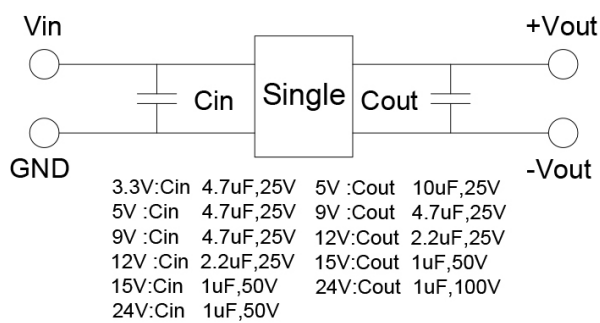 Vin
+Vout
Cin
Single
Cout
GND
-Vout
3.3V:Cin 4.7uF,25V 5V :Cout 10uF,25V
5V :Cin 4.7uF,25V 9V :Cout 4.7uF,25V
9V :Cin 4.7uF,25V 12V:Cout 2.2uF,25V
12V :Cin 2.2uF,25V 15V:Cout 1uF,50V
15V:Cin 1uF,50V 24V:Cout 1uF,100V
24V:Cin 1uF,50V